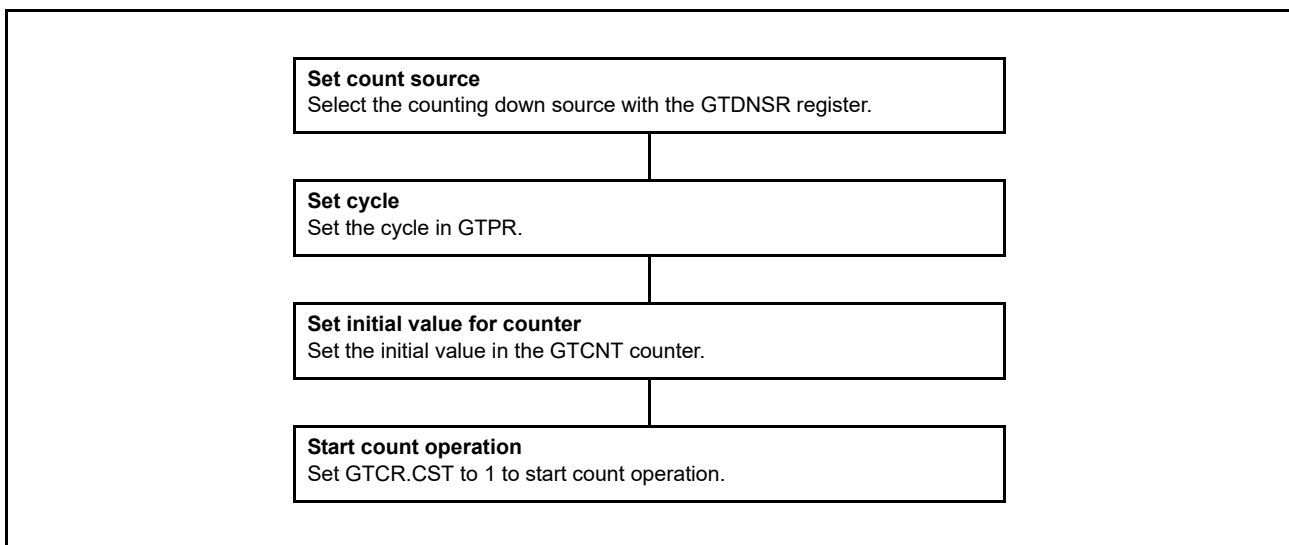 Set count source
Select the counting down source with the GTDNSR register.
Set cycle
Set the cycle in GTPR.
Set initial value for counter
Set the initial value in the GTCNT counter.
Start count operation
Set GTCR.CST to 1 to start count operation.